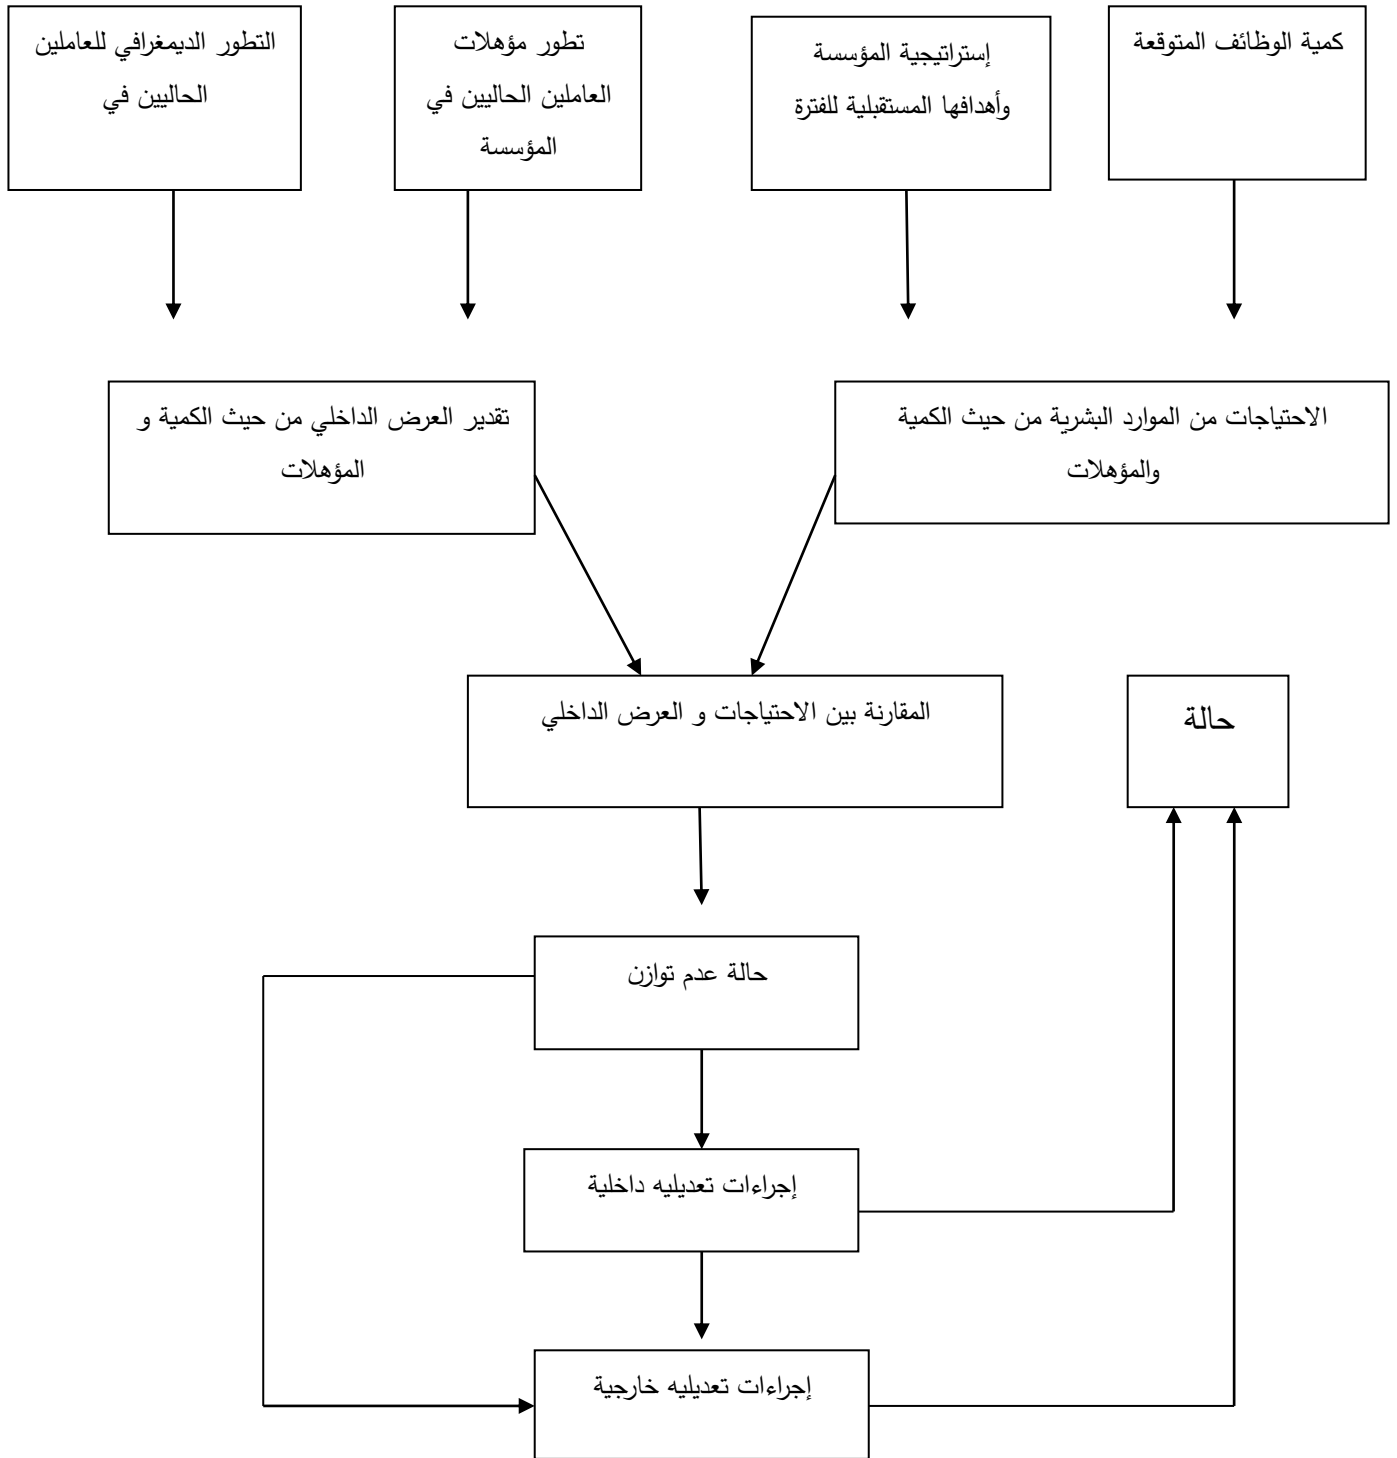 كمية الوظائف المتوقعة
إستراتيجية المؤسسة
وأهدافها المستقبلية للفترة
تطور مؤهلات
العاملين الحاليين في
المؤسسة
التطور الديمغرافي للعاملين
الحاليين في
الاحتياجات من الموارد البشرية من حيث الكمية
والمؤهلات
تقدير العرض الداخلي من حيث الكمية و
المؤهلات
حالة
المقارنة بين الاحتياجات و العرض الداخلي
حالة عدم توازن
إجراءات تعديليه داخلية
إجراءات تعديليه خارجية